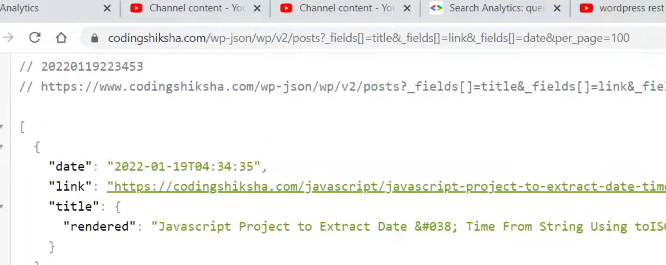 Analytics
Channel content - You
Channel content - You
Search Analytics: que
wordpress rest
codingshiksha.com/wp-json/wp/v2/posts?_fields[]=title&_fields[]=link&_fields[]=date&per_page=100
// 20220119223453
// https://www.codingshiksha.com/wp-json/wp/v2/posts?_fields[]=title&_fields[]=link&_fiel
[
{
"date": "2022-01-19T04:34:35",
"link": "https://codingshiksha.com/javascript/javascript-project-to-extract-date-time
"title": {
"rendered": "Javascript Project to Extract Date &#038; Time From String Using toISO
}